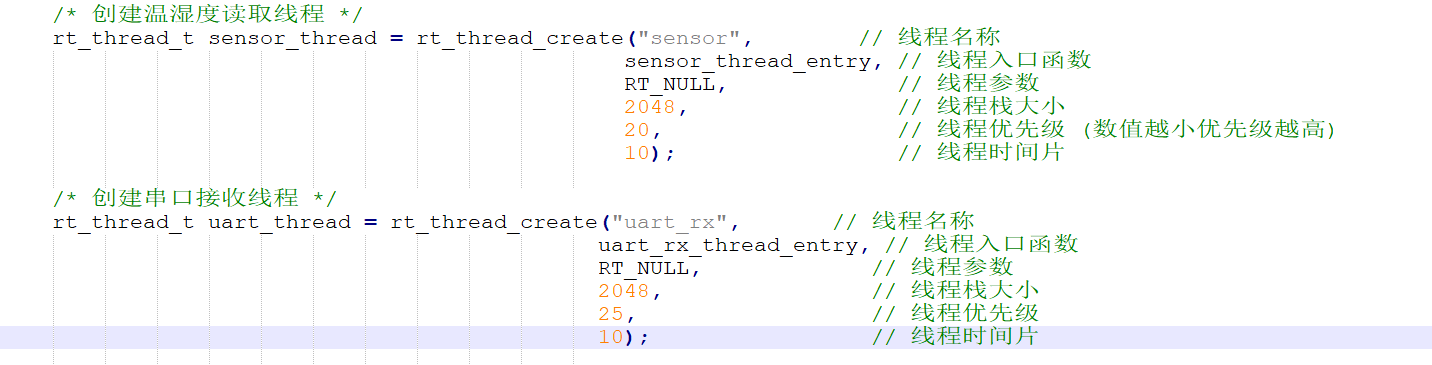 /* 创建温湿度读取线程 */
rt_thread_t sensor_thread = rt_thread_create("sensor", // 线程名称
sensor_thread_entry, // 线程入口函数
RT_NULL, // 线程参数
2048, // 线程栈大小
20, // 线程优先级 (数值越小优先级越高)
10); // 线程时间片
/* 创建串口接收线程 */
rt_thread_t uart_thread = rt_thread_create("uart_rx", // 线程名称
uart_rx_thread_entry, // 线程入口函数
RT_NULL, // 线程参数
2048, // 线程栈大小
25, // 线程优先级
10); // 线程时间片